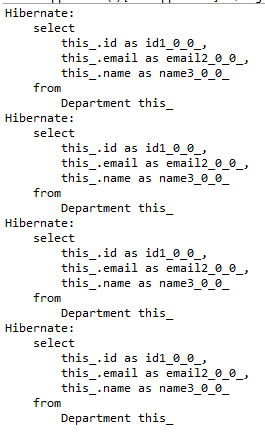 Hibernate:
    select
        this_.id as id1_0_0_,
        this_.email as email2_0_0_,
        this_.name as name3_0_0_
    from
        Department this_
Hibernate:
    select
        this_.id as id1_0_0_,
        this_.email as email2_0_0_,
        this_.name as name3_0_0_
    from
        Department this_
Hibernate:
    select
        this_.id as id1_0_0_,
        this_.email as email2_0_0_,
        this_.name as name3_0_0_
    from
        Department this_
Hibernate:
    select
        this_.id as id1_0_0_,
        this_.email as email2_0_0_,
        this_.name as name3_0_0_
    from
        Department this_